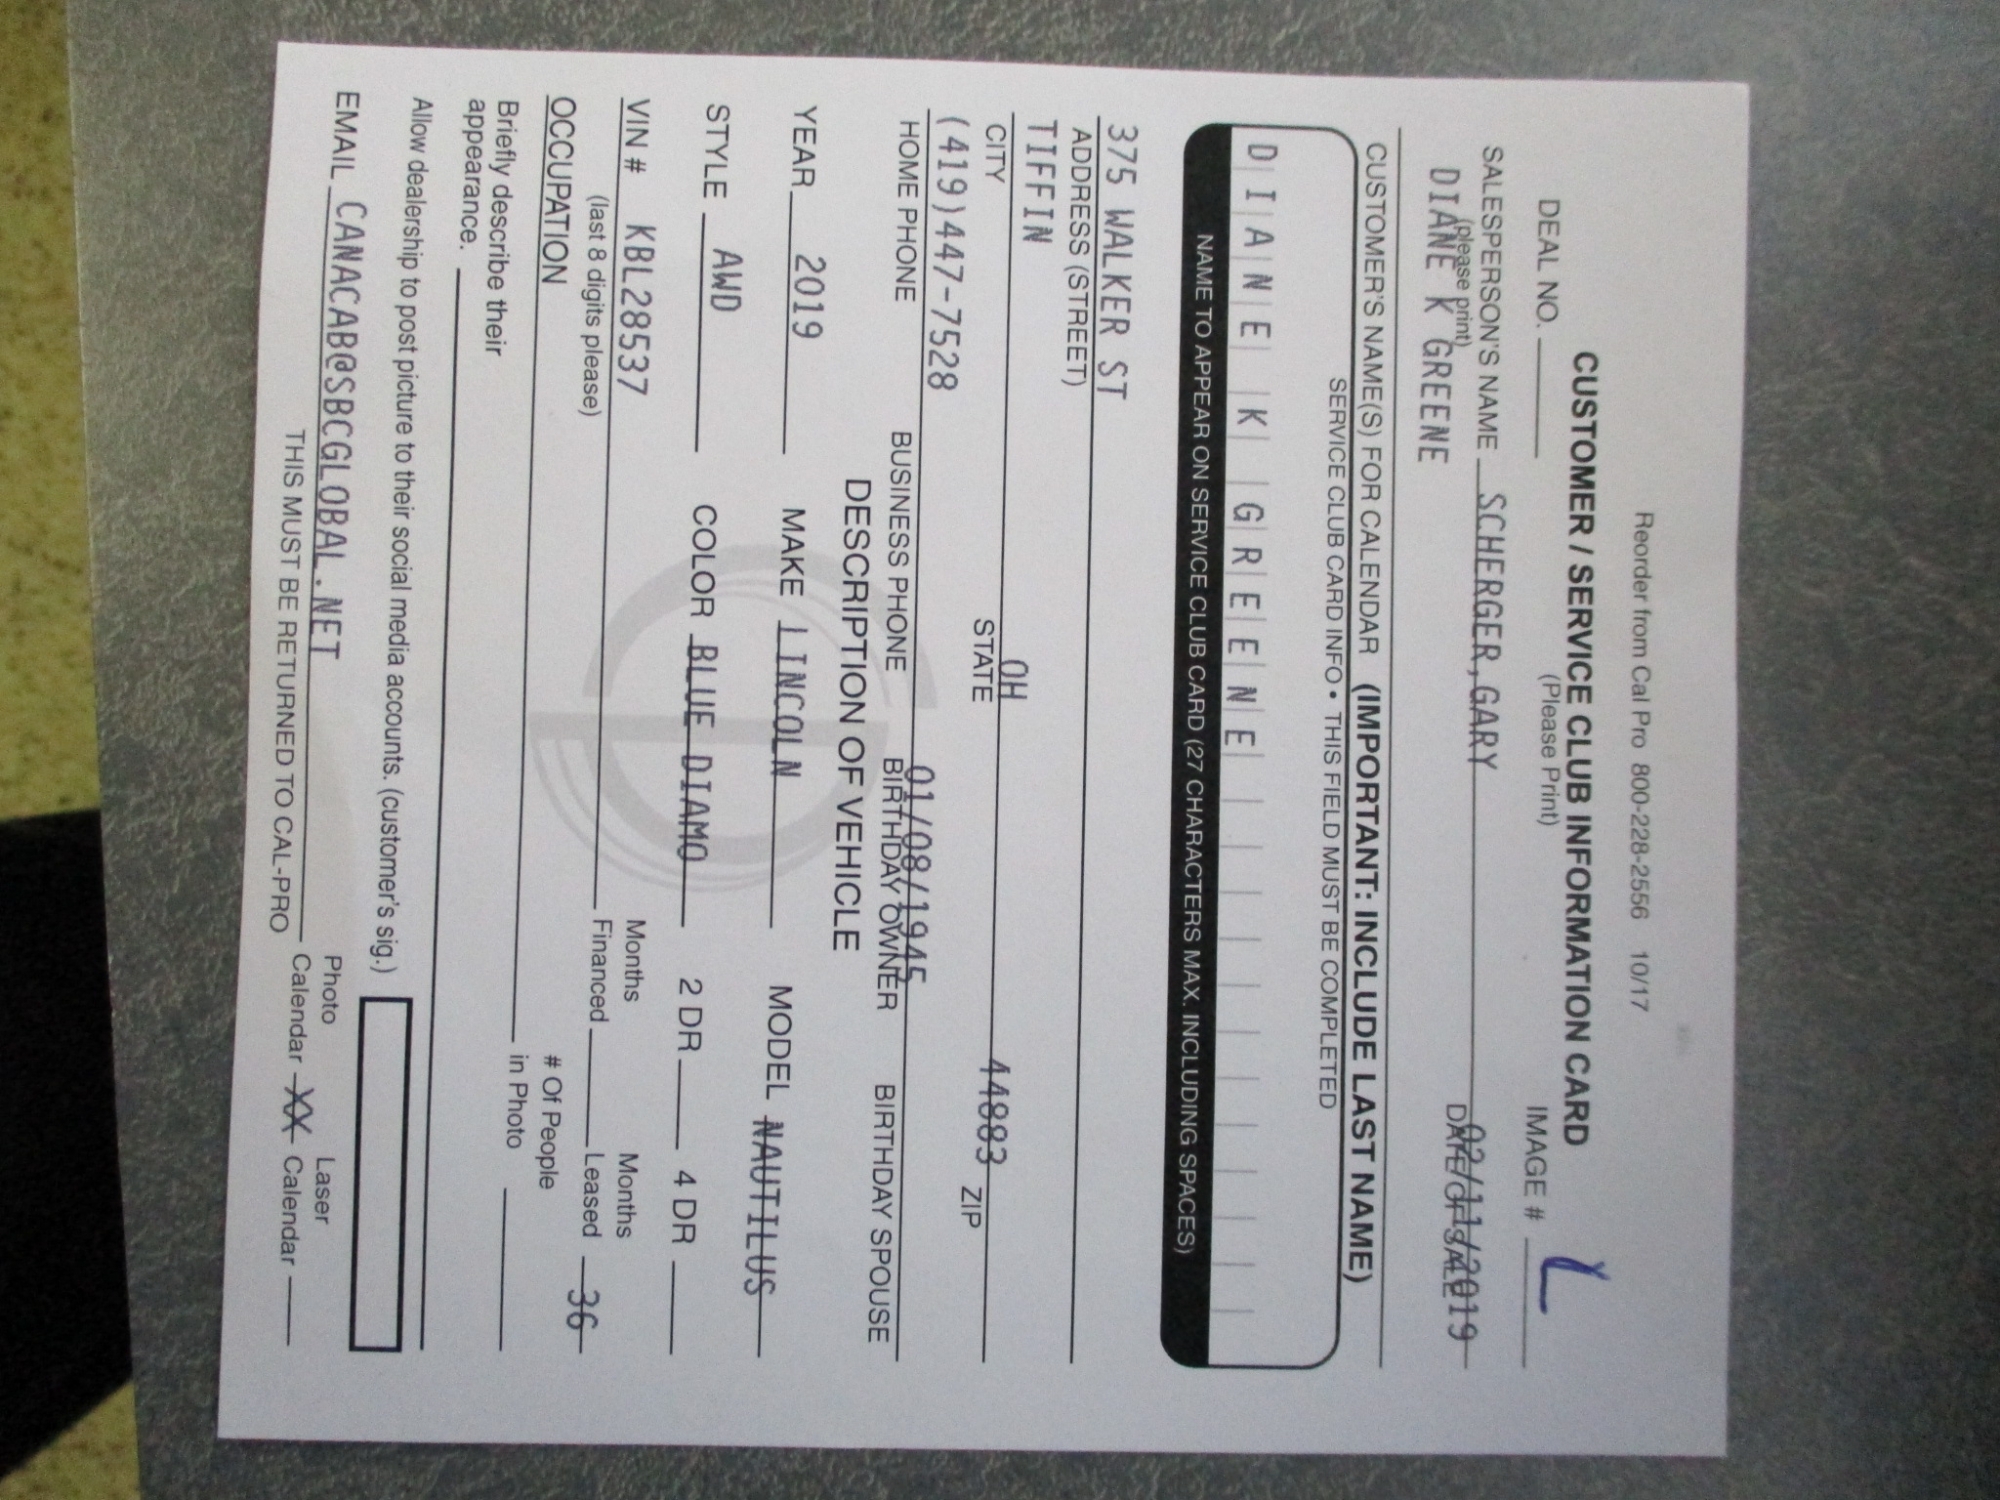 Reorder from Cal Pro 800-228-2556 10/17
CUSTOMER / SERVICE CLUB INFORMATION CARD
(Please Print)
DEAL NO.
IMAGE #
SALESPERSON'S NAME SCHERGER,GARY 02/11/2019
(please print) DATE OF SALE
DIANE K GREENE
CUSTOMER'S NAME(S) FOR CALENDAR (IMPORTANT: INCLUDE LAST NAME)
SERVICE CLUB CARD INFO • THIS FIELD MUST BE COMPLETED
DIANE K GREENE
NAME TO APPEAR ON SERVICE CLUB CARD (27 CHARACTERS MAX. INCLUDING SPACES)
375 WALKER ST
ADDRESS (STREET)
TIFFIN OH 44883
CITY STATE ZIP
(419)447-7528 01/08/1945
HOME PHONE BUSINESS PHONE BIRTHDAY OWNER BIRTHDAY SPOUSE
DESCRIPTION OF VEHICLE
YEAR 2019 MAKE LINCOLN MODEL NAUTILUS
STYLE AWD COLOR BLUE DIAMO 2 DR 4 DR
VIN # KBL28537 Months Financed Months Leased 36
(last 8 digits please)
OCCUPATION # Of People in Photo
Briefly describe their
appearance.
Allow dealership to post picture to their social media accounts. (customer's sig.)
EMAIL CANACAB@SBCGLOBAL.NET Photo Calendar XX Laser Calendar
THIS MUST BE RETURNED TO CAL-PRO